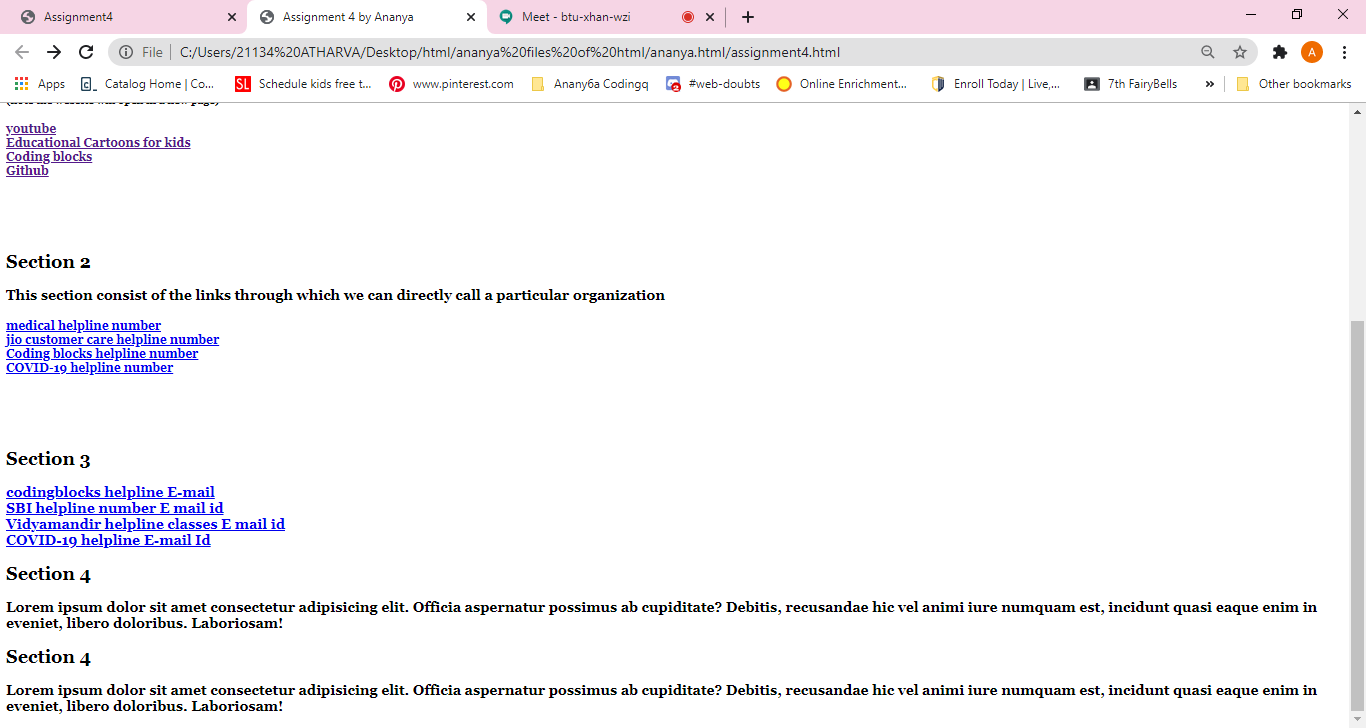 Assignment4
Assignment 4 by Ananya
Meet - btu-xhan-wzi
File
C:/Users/21134%20ATHARVA/Desktop/html/ananya%20files%20of%20html/ananya.html/assignment4.html
A
Apps
Catalog Home | Co...
SL Schedule kids free t...
www.pinterest.com
Anany6a Codingq
2 #web-doubts
Online Enrichment...
Enroll Today | Live,...
7th FairyBells
»
Other bookmarks
youtube
Educational Cartoons for kids
Coding blocks
Github
Section 2
This section consist of the links through which we can directly call a particular organization
medical helpline number
jio customer care helpline number
Coding blocks helpline number
COVID-19 helpline number
Section 3
codingblocks helpline E-mail
SBI helpline number E mail id
Vidyamandir helpline classes E mail id
COVID-19 helpline E-mail Id
Section 4
Lorem ipsum dolor sit amet consectetur adipisicing elit. Officia aspernatur possimus ab cupiditate? Debitis, recusandae hic vel animi iure numquam est, incidunt quasi eaque enim in
eveniet, libero doloribus. Laboriosam!
Section 4
Lorem ipsum dolor sit amet consectetur adipisicing elit. Officia aspernatur possimus ab cupiditate? Debitis, recusandae hic vel animi iure numquam est, incidunt quasi eaque enim in
eveniet, libero doloribus. Laboriosam!